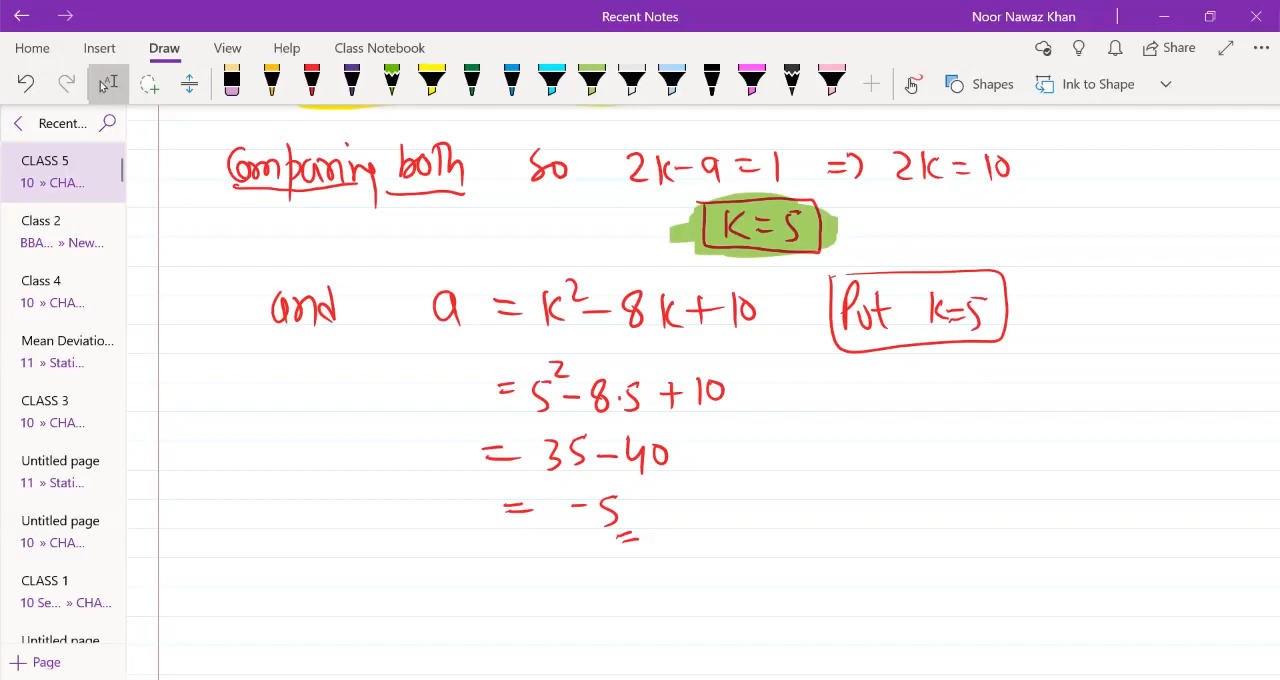 Recent Notes
Noor Nawaz Khan
Home Insert Draw View Help Class Notebook
Share
Shapes Ink to Shape
Recent...
CLASS 5
10 » CHA...
Class 2
BBA... » New...
Class 4
10 » CHA...
Mean Deviatio...
11 » Stati...
CLASS 3
10 » CHA...
Untitled page
11 » Stati...
Untitled page
10 » CHA...
CLASS 1
10 Se... » CHA...
Untitled page
+ Page
Comparing both so 2k-9=1 => 2k=10
K=5
and a = k²-8k+10 Put k=5
= 5²-8·5+10
= 35-40
= -5